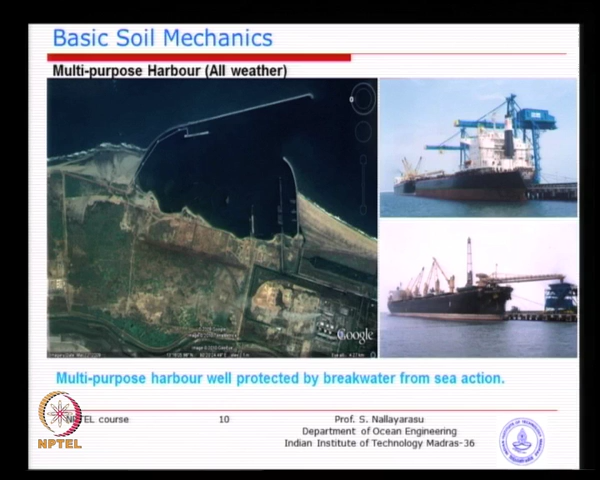 Basic Soil Mechanics
Multi-purpose Harbour (All weather)
Google
Multi-purpose harbour well protected by breakwater from sea action.
NPTEL course
10
Prof. S. Nallayarasu
Department of Ocean Engineering
Indian Institute of Technology Madras-36
NPTEL